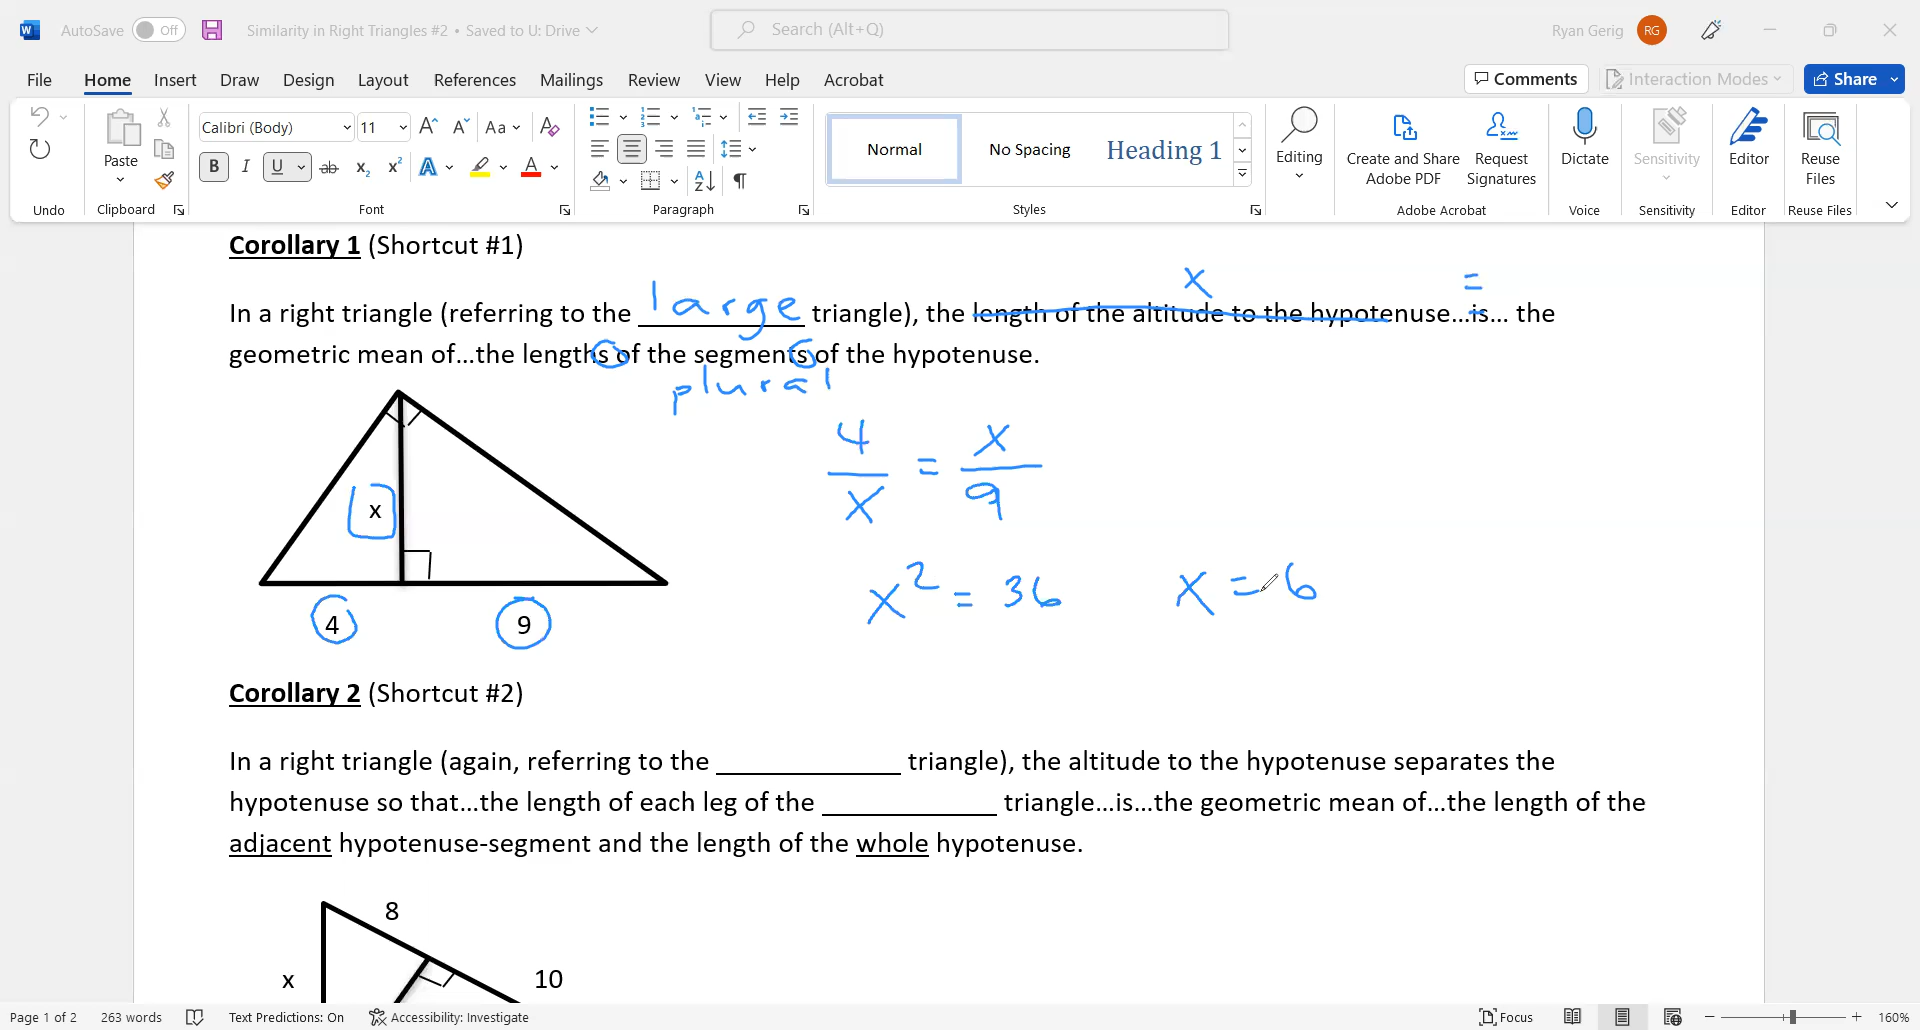 AutoSave Off Similarity in Right Triangles #2 • Saved to U: Drive Search (Alt+Q) Ryan Gerig RG
File Home Insert Draw Design Layout References Mailings Review View Help Acrobat Comments Interaction Modes Share
Calibri (Body) 11 Aa Normal No Spacing Heading 1
Paste B I U ab x₂ x² A A Editing Create and Share Adobe PDF Request Signatures Dictate Sensitivity Editor Reuse Files
Undo Clipboard Font Paragraph Styles Adobe Acrobat Voice Sensitivity Editor Reuse Files
Corollary 1 (Shortcut #1)
x =
In a right triangle (referring to the large triangle), the length of the altitude to the hypotenuse...is... the
geometric mean of...the lengths of the segments of the hypotenuse.
plural
4/x = x/9
x
x² = 36 x = 6
4 9
Corollary 2 (Shortcut #2)
In a right triangle (again, referring to the ____________ triangle), the altitude to the hypotenuse separates the
hypotenuse so that...the length of each leg of the ____________ triangle...is...the geometric mean of...the length of the
adjacent hypotenuse-segment and the length of the whole hypotenuse.
8
x 10
Page 1 of 2 263 words Text Predictions: On Accessibility: Investigate Focus 160%